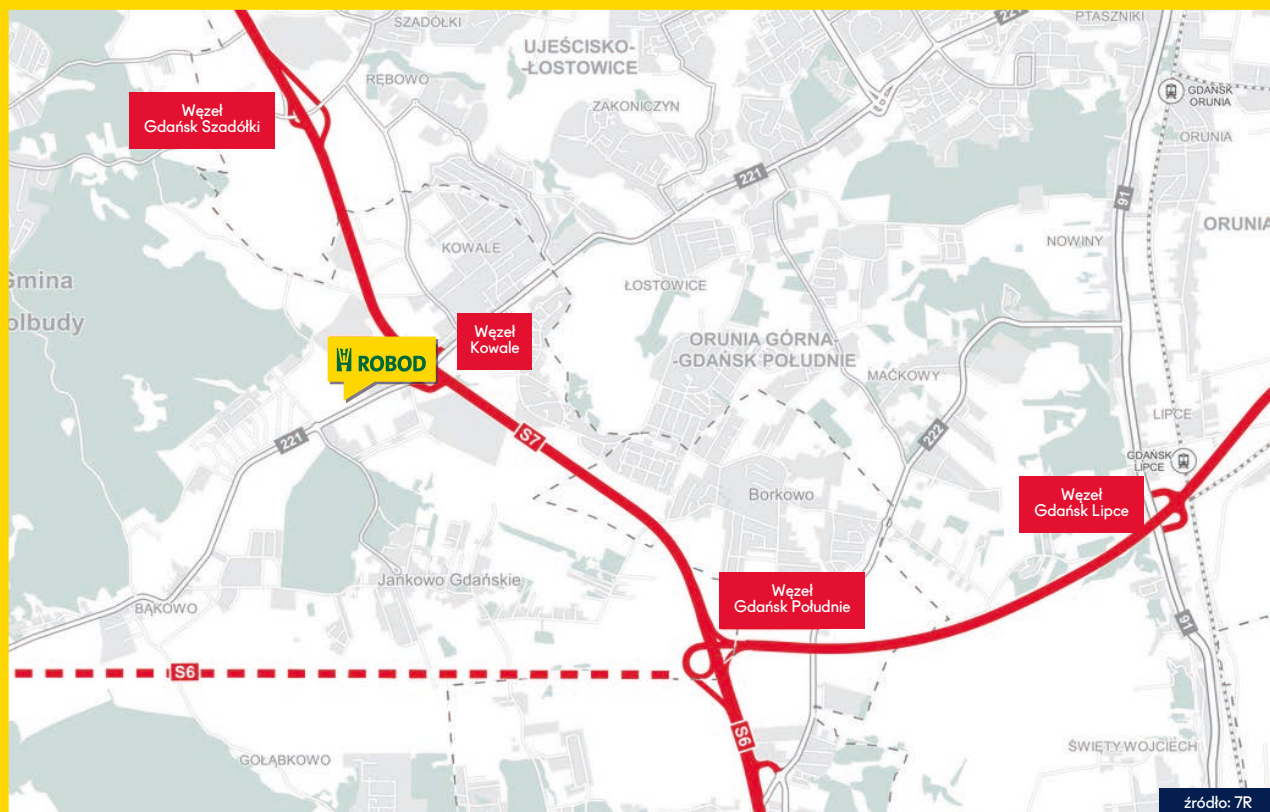 SZADÓŁKI
221
PTASZNIKI
UJEŚCISKO-
-ŁOSTOWICE
RĘBOWO
Węzeł
Gdańsk Szadółki
ZAKONICZYN
GDAŃSK
ORUNIA
ORUNIA
221
91
KOWALE
NOWINY
ORUNIA
Gmina
olbudy
ŁOSTOWICE
Węzeł
Kowale
ROBOD
ORUNIA GÓRNA-
-GDAŃSK POŁUDNIE
MAĆKOWY
LIPCE
221
S7
222
GDAŃSK
LIPCE
Borkowo
Węzeł
Gdańsk Lipce
Jankowo Gdańskie
Węzeł
Gdańsk Południe
BĄKOWO
91
S6
S6
GOŁĄBKOWO
ŚWIĘTY WOJCIECH
źródło: 7R